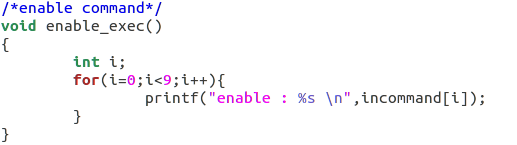 /*enable command*/
void enable_exec()
{
        int i;
        for(i=0;i<9;i++){
                printf("enable : %s \n",incommand[i]);
        }
}